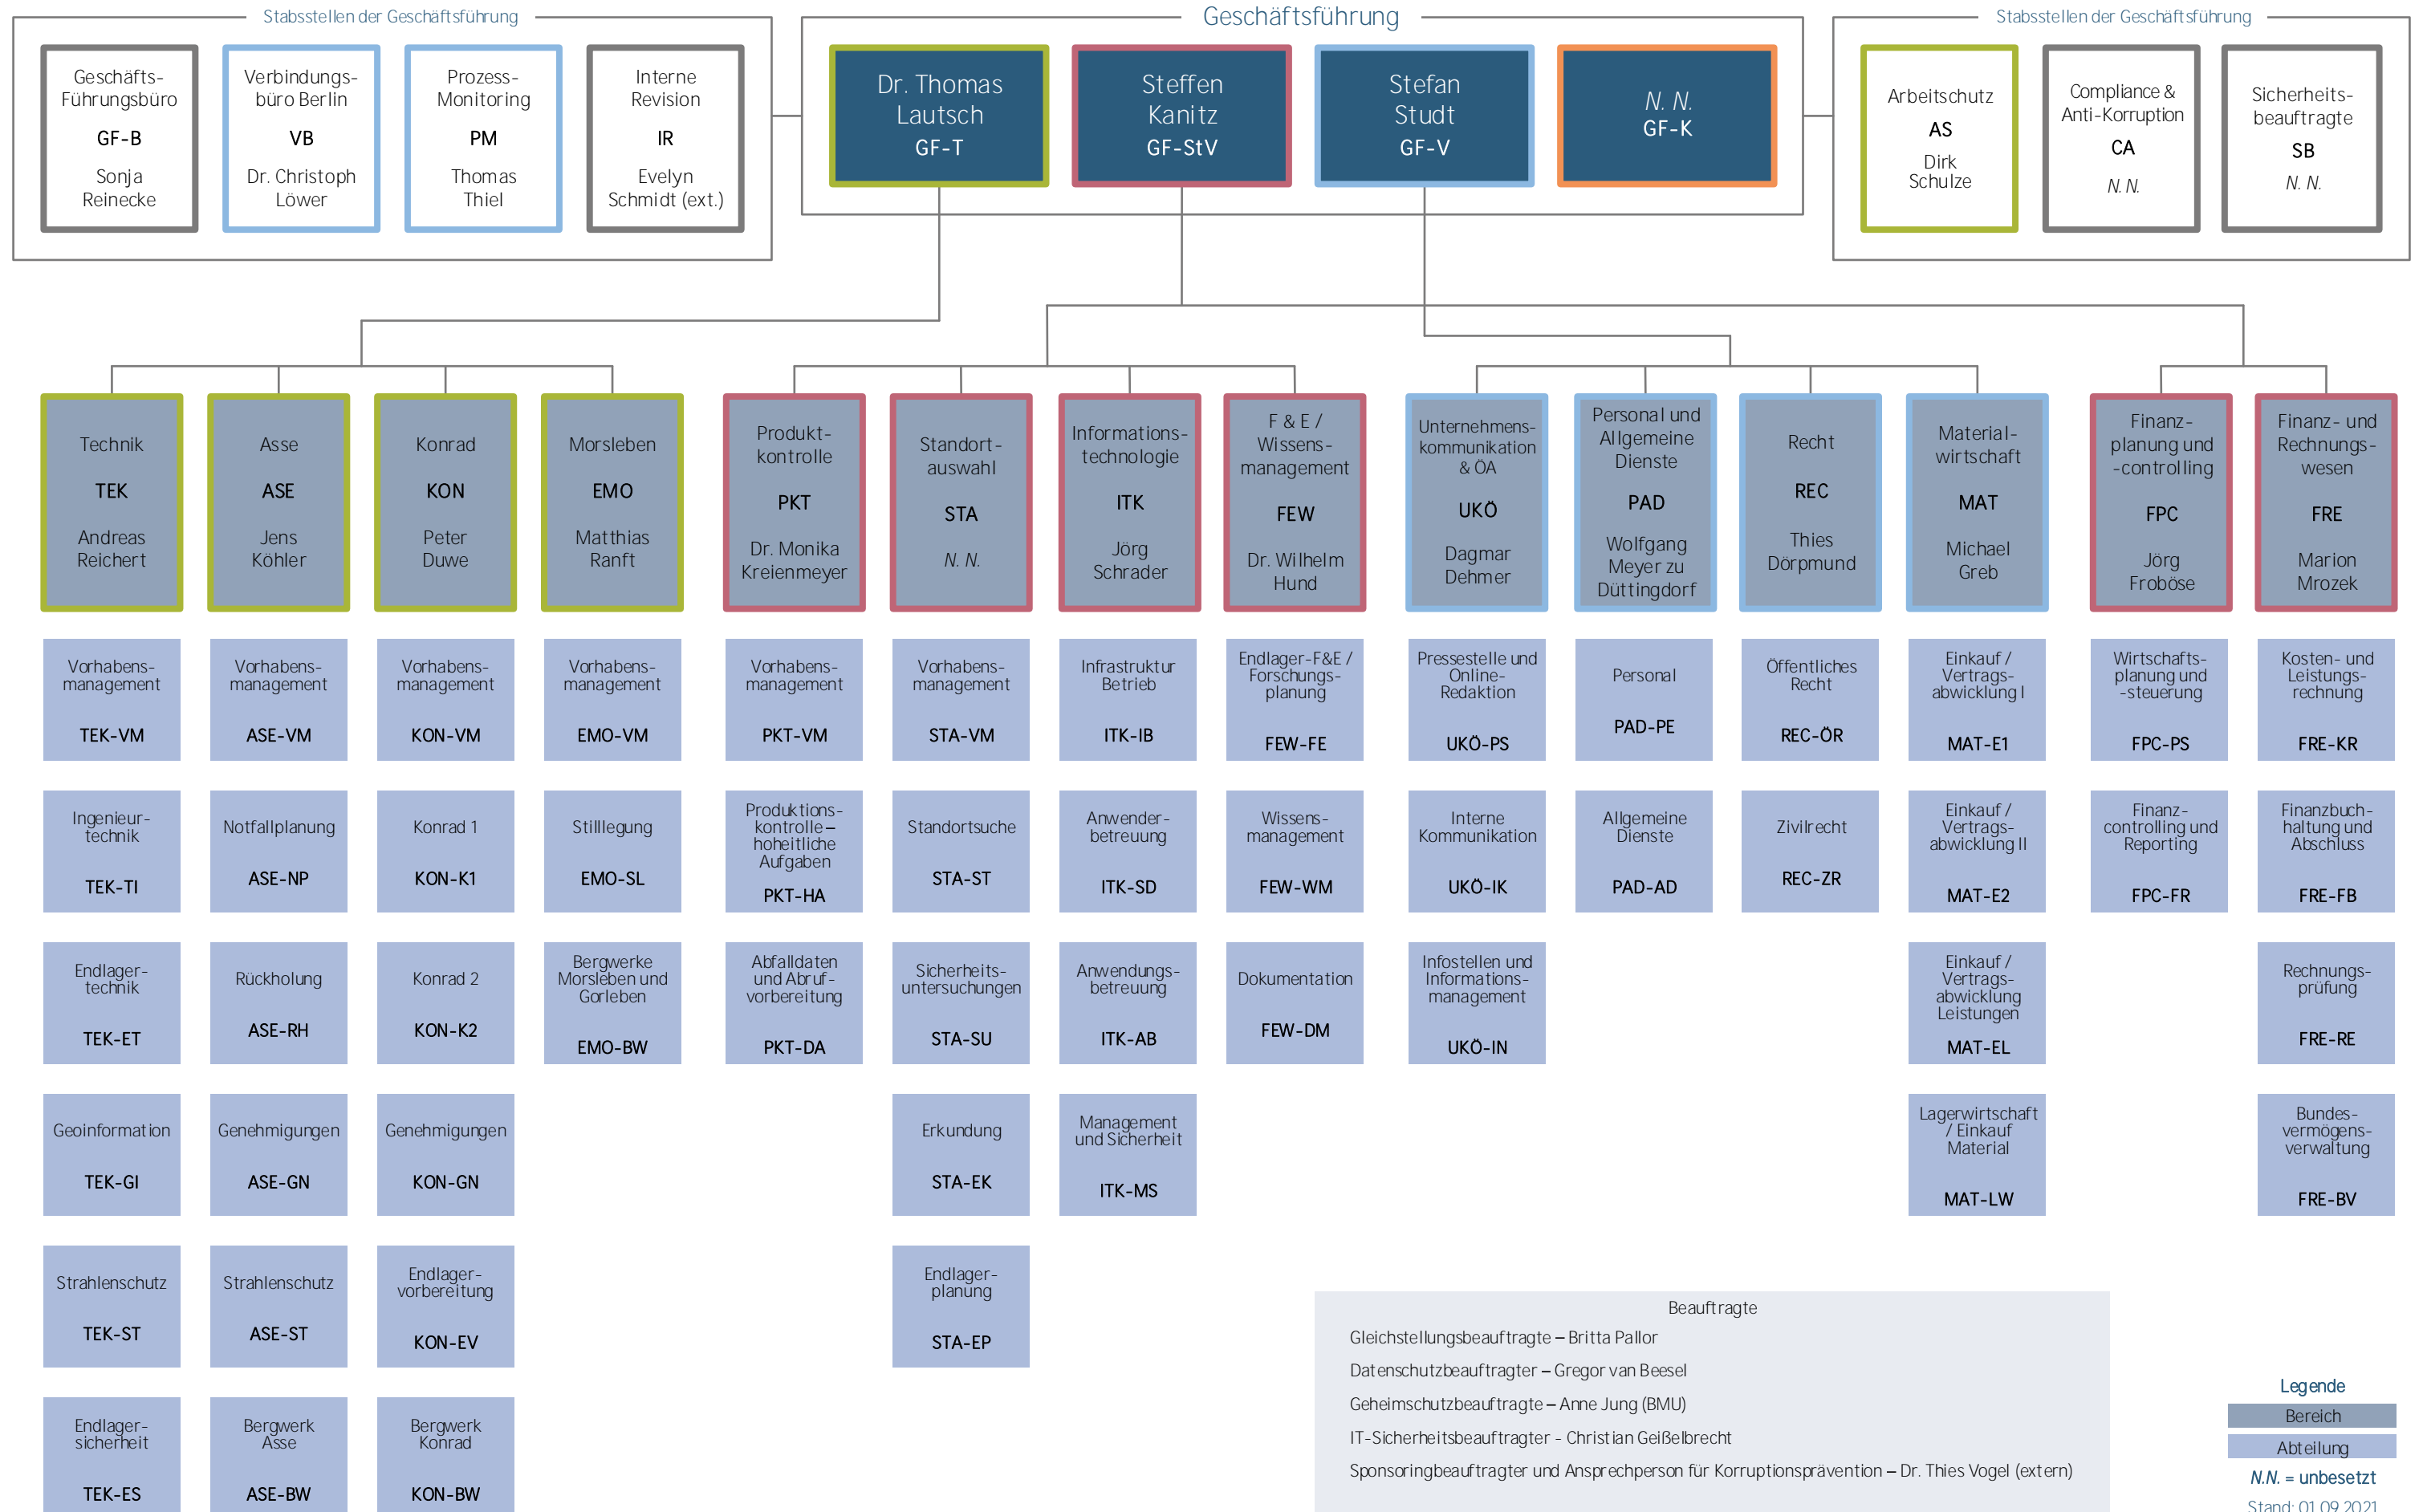 Stabsstellen der Geschäftsführung
Geschäfts-
Führungsbüro
GF-B
Sonja
Reinecke
Verbindungs-
büro Berlin
VB
Dr. Christoph
Löwer
Prozess-
Monitoring
PM
Thomas
Thiel
Interne
Revision
IR
Evelyn
Schmidt (ext.)
Geschäftsführung
Dr. Thomas
Lautsch
GF-T
Steffen
Kanitz
GF-StV
Stefan
Studt
GF-V
N. N.
GF-K
Stabsstellen der Geschäftsführung
Arbeitschutz
AS
Dirk
Schulze
Compliance &
Anti-Korruption
CA
N. N.
Sicherheits-
beauftragte
SB
N. N.
Technik
TEK
Andreas
Reichert
Asse
ASE
Jens
Köhler
Konrad
KON
Peter
Duwe
Morsleben
EMO
Matthias
Ranft
Produkt-
kontrolle
PKT
Dr. Monika
Kreienmeyer
Standort-
auswahl
STA
N. N.
Informations-
technologie
ITK
Jörg
Schrader
F & E /
Wissens-
management
FEW
Dr. Wilhelm
Hund
Unternehmens-
kommunikation
& ÖA
UKÖ
Dagmar
Dehmer
Personal und
Allgemeine
Dienste
PAD
Wolfgang
Meyer zu
Düttingdorf
Recht
REC
Thies
Dörpmund
Material-
wirtschaft
MAT
Michael
Greb
Finanz-
planung und
-controlling
FPC
Jörg
Froböse
Finanz- und
Rechnungs-
wesen
FRE
Marion
Mrozek
Vorhabens-
management
TEK-VM
Vorhabens-
management
ASE-VM
Vorhabens-
management
KON-VM
Vorhabens-
management
EMO-VM
Vorhabens-
management
PKT-VM
Vorhabens-
management
STA-VM
Infrastruktur
Betrieb
ITK-IB
Endlager-F&E /
Forschungs-
planung
FEW-FE
Pressestelle und
Online-
Redaktion
UKÖ-PS
Personal
PAD-PE
Öffentliches
Recht
REC-ÖR
Einkauf /
Vertrags-
abwicklung I
MAT-E1
Wirtschafts-
planung und
-steuerung
FPC-PS
Kosten- und
Leistungs-
rechnung
FRE-KR
Ingenieur-
technik
TEK-TI
Notfallplanung
ASE-NP
Konrad 1
KON-K1
Stilllegung
EMO-SL
Produktions-
kontrolle –
hoheitliche
Aufgaben
PKT-HA
Standortsuche
STA-ST
Anwender-
betreuung
ITK-SD
Wissens-
management
FEW-WM
Interne
Kommunikation
UKÖ-IK
Allgemeine
Dienste
PAD-AD
Zivilrecht
REC-ZR
Einkauf /
Vertrags-
abwicklung II
MAT-E2
Finanz-
controlling und
Reporting
FPC-FR
Finanzbuch-
haltung und
Abschluss
FRE-FB
Endlager-
technik
TEK-ET
Rückholung
ASE-RH
Konrad 2
KON-K2
Bergwerke
Morsleben und
Gorleben
EMO-BW
Abfalldaten
und Abruf-
vorbereitung
PKT-DA
Sicherheits-
untersuchungen
STA-SU
Anwendungs-
betreuung
ITK-AB
Dokumentation
FEW-DM
Infostellen und
Informations-
management
UKÖ-IN
Einkauf /
Vertrags-
abwicklung
Leistungen
MAT-EL
Rechnungs-
prüfung
FRE-RE
Geoinformation
TEK-GI
Genehmigungen
ASE-GN
Genehmigungen
KON-GN
Erkundung
STA-EK
Management
und Sicherheit
ITK-MS
Lagerwirtschaft
/ Einkauf
Material
MAT-LW
Bundes-
vermögens-
verwaltung
FRE-BV
Strahlenschutz
TEK-ST
Strahlenschutz
ASE-ST
Endlager-
vorbereitung
KON-EV
Endlager-
planung
STA-EP
Endlager-
sicherheit
TEK-ES
Bergwerk
Asse
ASE-BW
Bergwerk
Konrad
KON-BW
Beauftragte
Gleichstellungsbeauftragte – Britta Pallor
Datenschutzbeauftragter – Gregor van Beesel
Geheimschutzbeauftragte – Anne Jung (BMU)
IT-Sicherheitsbeauftragter - Christian Geißelbrecht
Sponsoringbeauftragter und Ansprechperson für Korruptionsprävention – Dr. Thies Vogel (extern)
Legende
Bereich
Abteilung
N.N. = unbesetzt
Stand: 01.09.2021